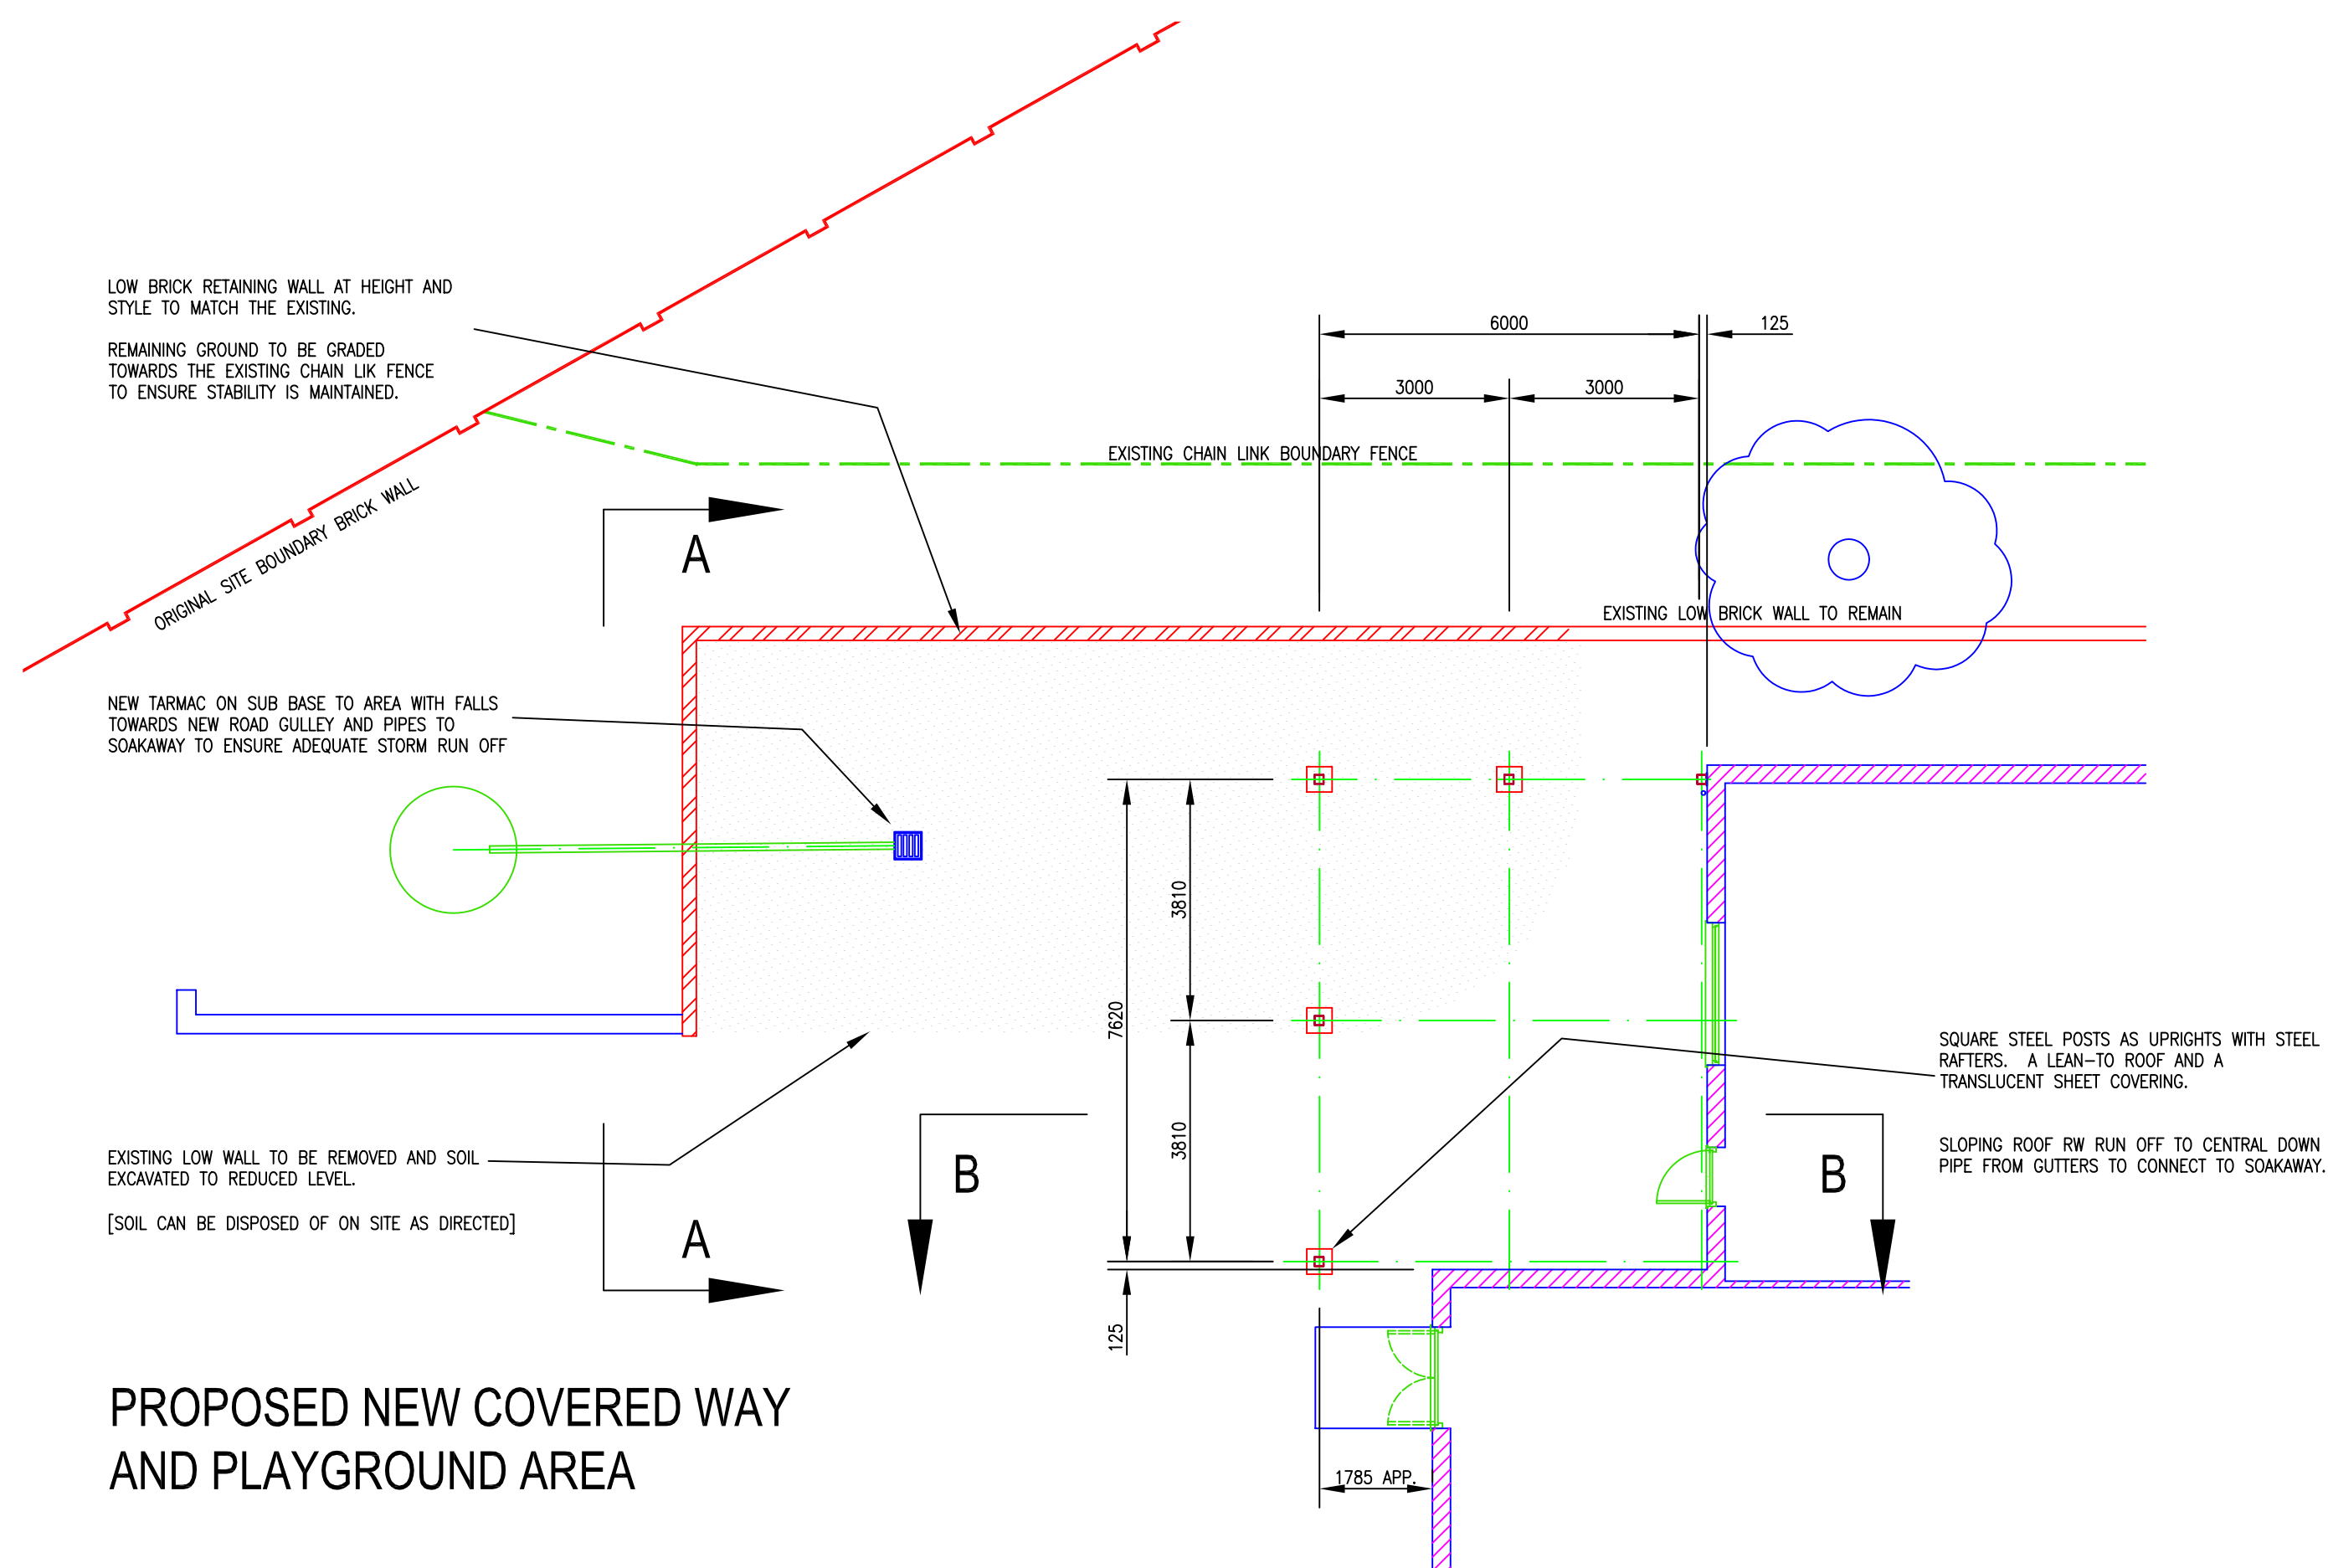 LOW BRICK RETAINING WALL AT HEIGHT AND
STYLE TO MATCH THE EXISTING.
REMAINING GROUND TO BE GRADED
TOWARDS THE EXISTING CHAIN LIK FENCE
TO ENSURE STABILITY IS MAINTAINED.
6000
125
3000
3000
EXISTING CHAIN LINK BOUNDARY FENCE
ORIGINAL SITE BOUNDARY BRICK WALL
A
EXISTING LOW BRICK WALL TO REMAIN
NEW TARMAC ON SUB BASE TO AREA WITH FALLS
TOWARDS NEW ROAD GULLEY AND PIPES TO
SOAKAWAY TO ENSURE ADEQUATE STORM RUN OFF
3810
7620
3810
125
SQUARE STEEL POSTS AS UPRIGHTS WITH STEEL
RAFTERS. A LEAN-TO ROOF AND A
TRANSLUCENT SHEET COVERING.
SLOPING ROOF RW RUN OFF TO CENTRAL DOWN
PIPE FROM GUTTERS TO CONNECT TO SOAKAWAY.
EXISTING LOW WALL TO BE REMOVED AND SOIL
EXCAVATED TO REDUCED LEVEL.
[SOIL CAN BE DISPOSED OF ON SITE AS DIRECTED]
A
B
B
1785 APP.
PROPOSED NEW COVERED WAY
AND PLAYGROUND AREA